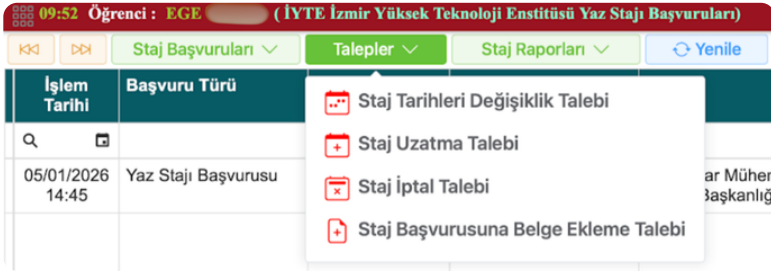 09:52 Öğrenci : EGE ( İYTE İzmir Yüksek Teknoloji Enstitüsü Yaz Stajı Başvuruları)
Staj Başvuruları Talepler Staj Raporları Yenile
İşlem Tarihi Başvuru Türü
Staj Tarihleri Değişiklik Talebi
Staj Uzatma Talebi
05/01/2026 14:45 Yaz Stajı Başvurusu
Staj İptal Talebi
Staj Başvurusuna Belge Ekleme Talebi